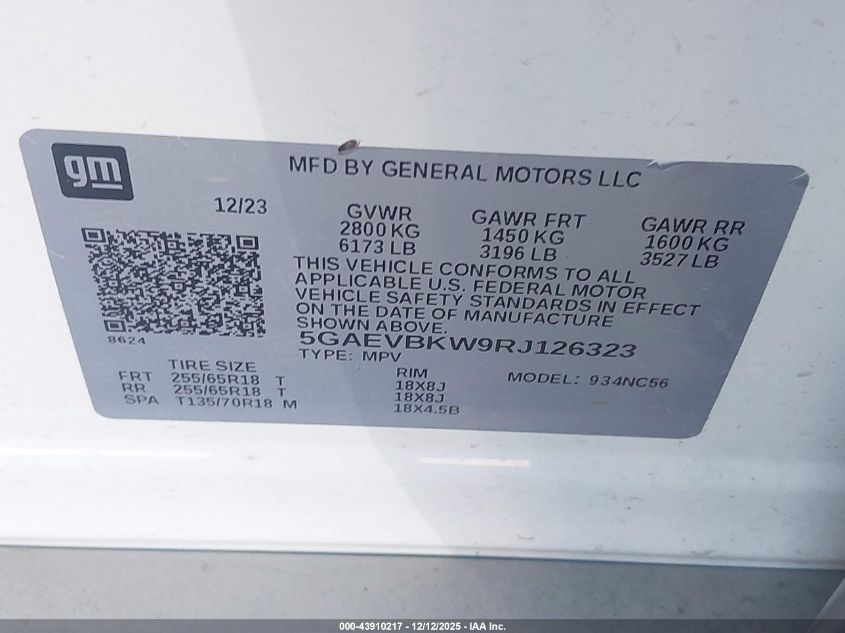 gm
MFD BY GENERAL MOTORS LLC
12/23
GVWR GAWR FRT GAWR RR
2800 KG 1450 KG 1600 KG
6173 LB 3196 LB 3527 LB
THIS VEHICLE CONFORMS TO ALL
APPLICABLE U.S. FEDERAL MOTOR
VEHICLE SAFETY STANDARDS IN EFFECT
ON THE DATE OF MANUFACTURE
SHOWN ABOVE.
8624
5GAEVBKW9RJ126323
TYPE: MPV
MODEL: 934NC56
TIRE SIZE RIM
FRT 255/65R18 T 18X8J
RR 255/65R18 T 18X8J
SPA T135/70R18 M 18X4.5B
000-43910217 - 12/12/2025 - IAA Inc.